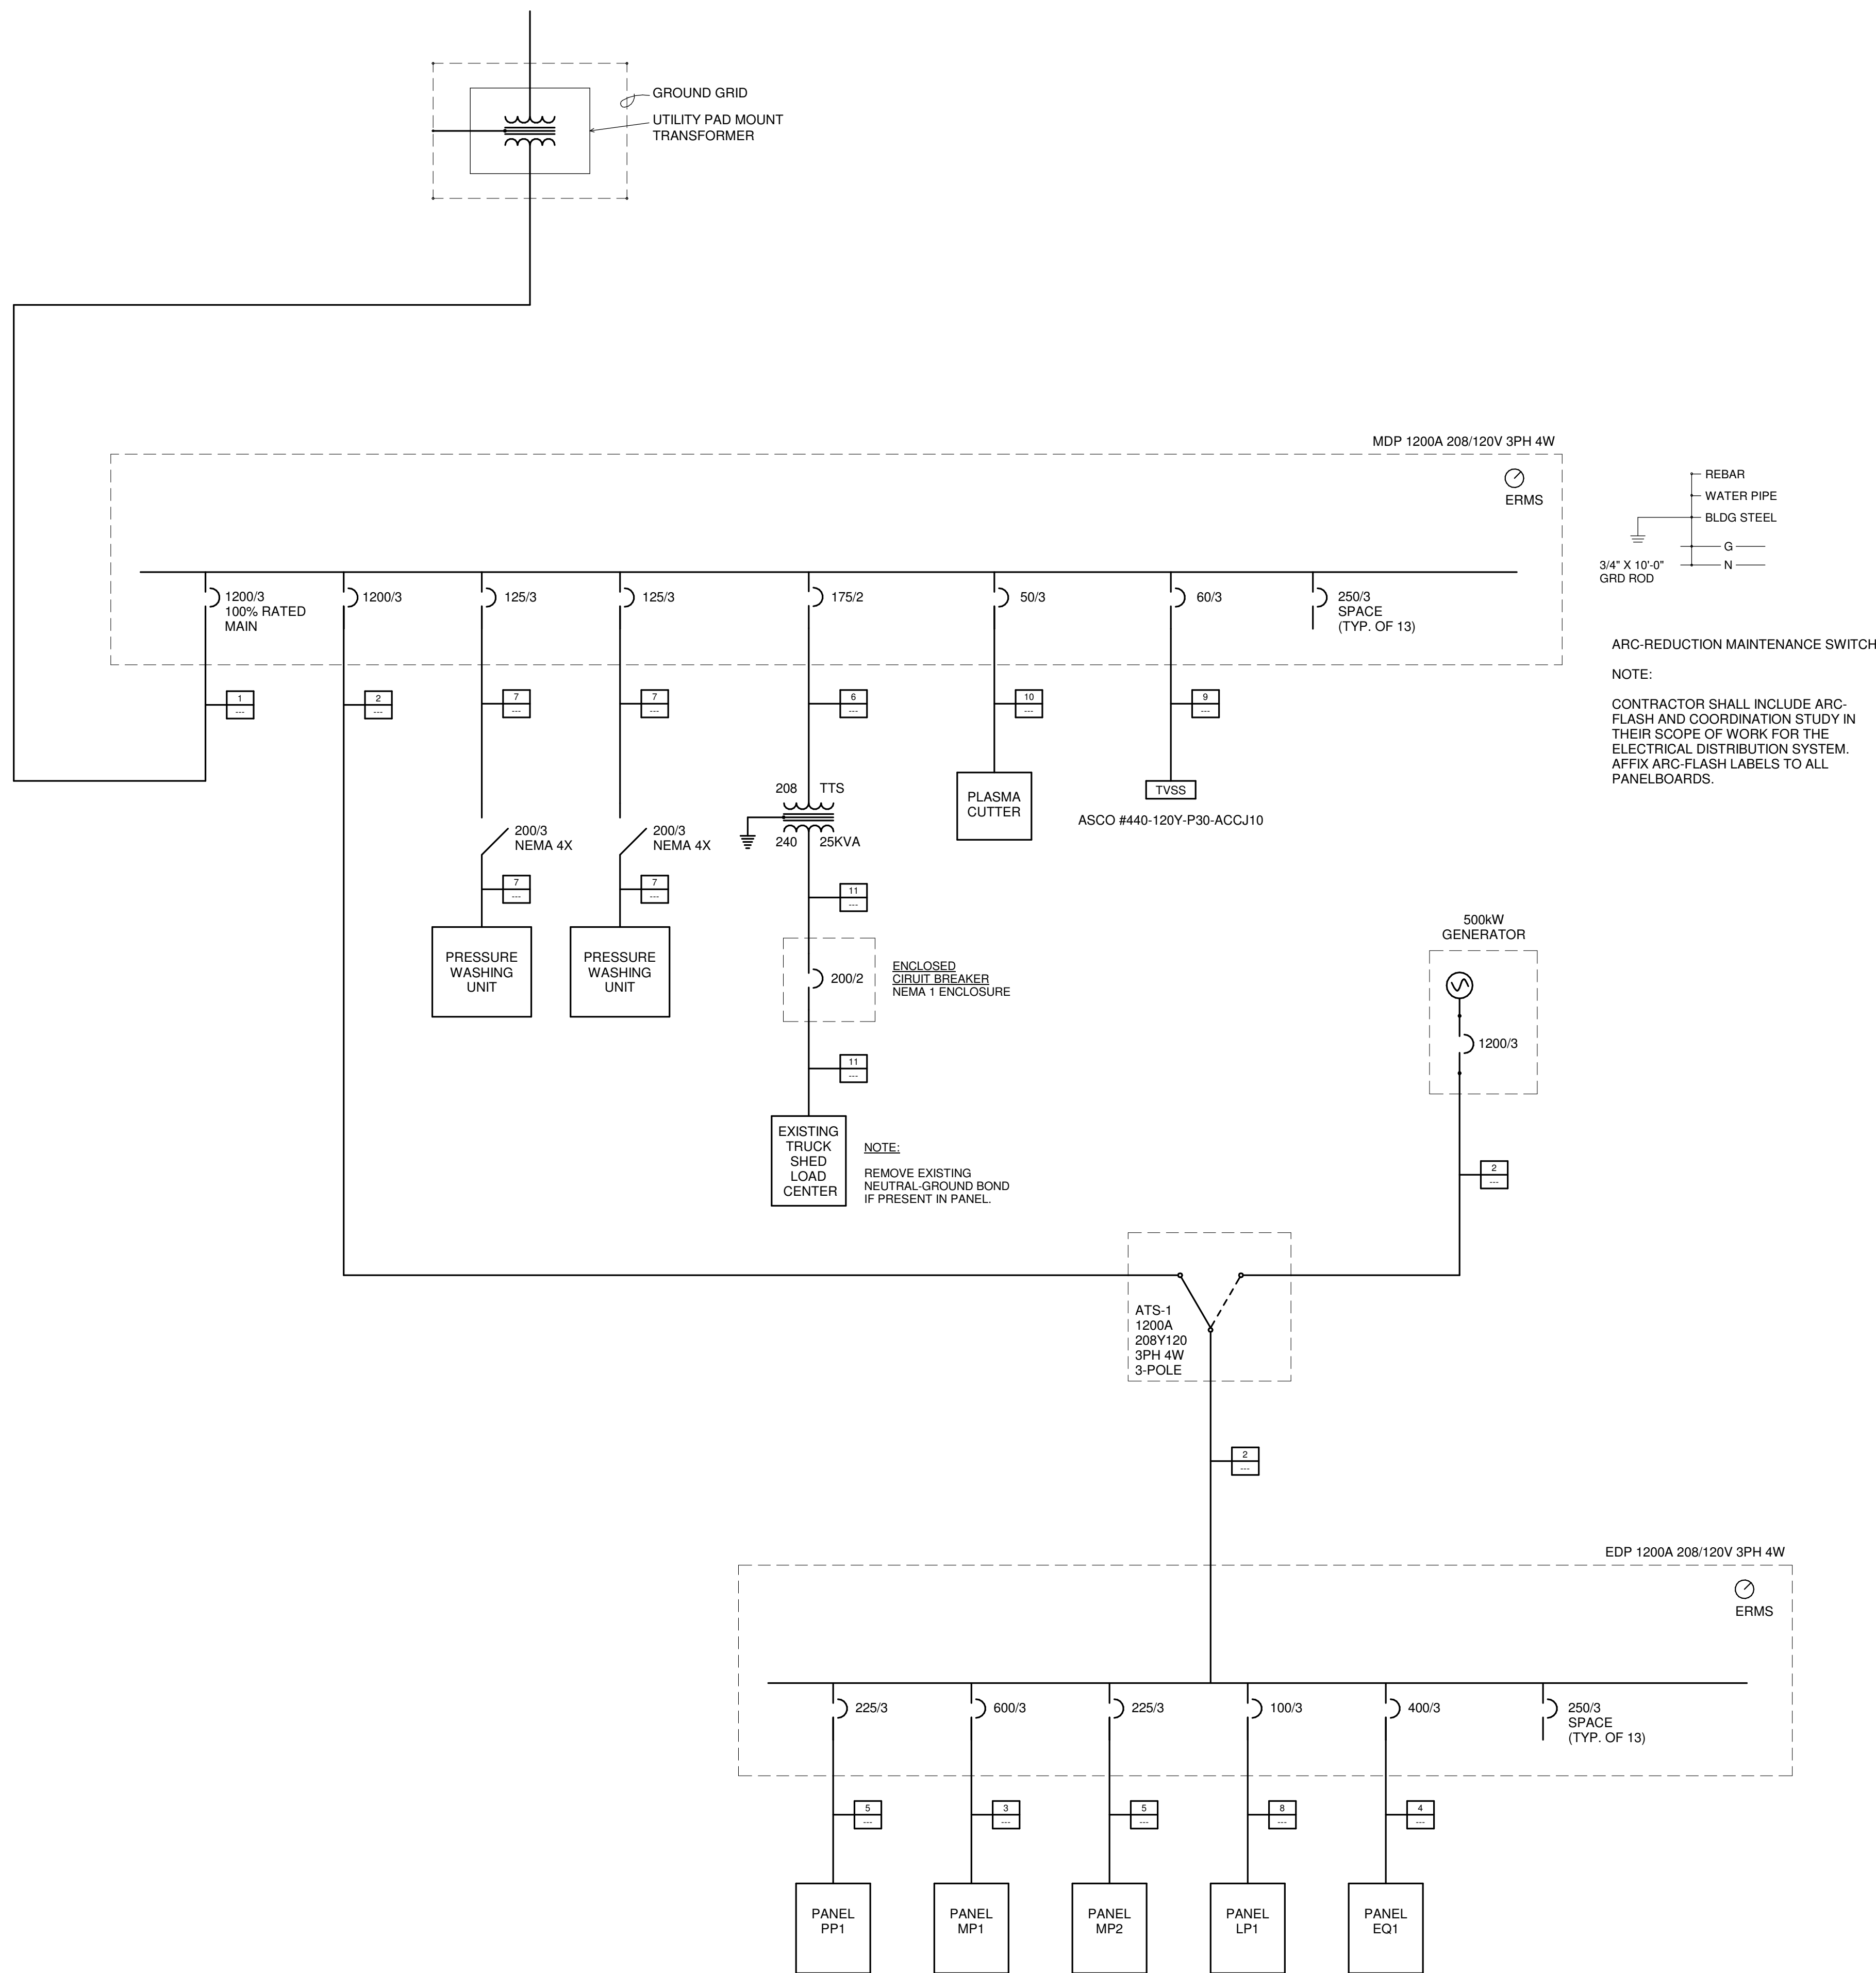 GROUND GRID
UTILITY PAD MOUNT
TRANSFORMER
MDP 1200A 208/120V 3PH 4W
ERMS
REBAR
WATER PIPE
BLDG STEEL
G
N
3/4" X 10'-0"
GRD ROD
1200/3
100% RATED
MAIN
1200/3
125/3
125/3
175/2
50/3
60/3
250/3
SPACE
(TYP. OF 13)
ARC-REDUCTION MAINTENANCE SWITCH
NOTE:
CONTRACTOR SHALL INCLUDE ARC-
FLASH AND COORDINATION STUDY IN
THEIR SCOPE OF WORK FOR THE
ELECTRICAL DISTRIBUTION SYSTEM.
AFFIX ARC-FLASH LABELS TO ALL
PANELBOARDS.
1
---
2
---
7
---
7
---
6
---
10
---
9
---
208 TTS
240 25KVA
PLASMA
CUTTER
TVSS
ASCO #440-120Y-P30-ACCJ10
200/3
NEMA 4X
200/3
NEMA 4X
7
---
7
---
11
---
PRESSURE
WASHING
UNIT
PRESSURE
WASHING
UNIT
200/2
ENCLOSED
CIRUIT BREAKER
NEMA 1 ENCLOSURE
500kW
GENERATOR
1200/3
11
---
EXISTING
TRUCK
SHED
LOAD
CENTER
NOTE:
REMOVE EXISTING
NEUTRAL-GROUND BOND
IF PRESENT IN PANEL.
2
---
ATS-1
1200A
208Y120
3PH 4W
3-POLE
2
---
EDP 1200A 208/120V 3PH 4W
ERMS
225/3
600/3
225/3
100/3
400/3
250/3
SPACE
(TYP. OF 13)
5
---
3
---
5
---
8
---
4
---
PANEL
PP1
PANEL
MP1
PANEL
MP2
PANEL
LP1
PANEL
EQ1